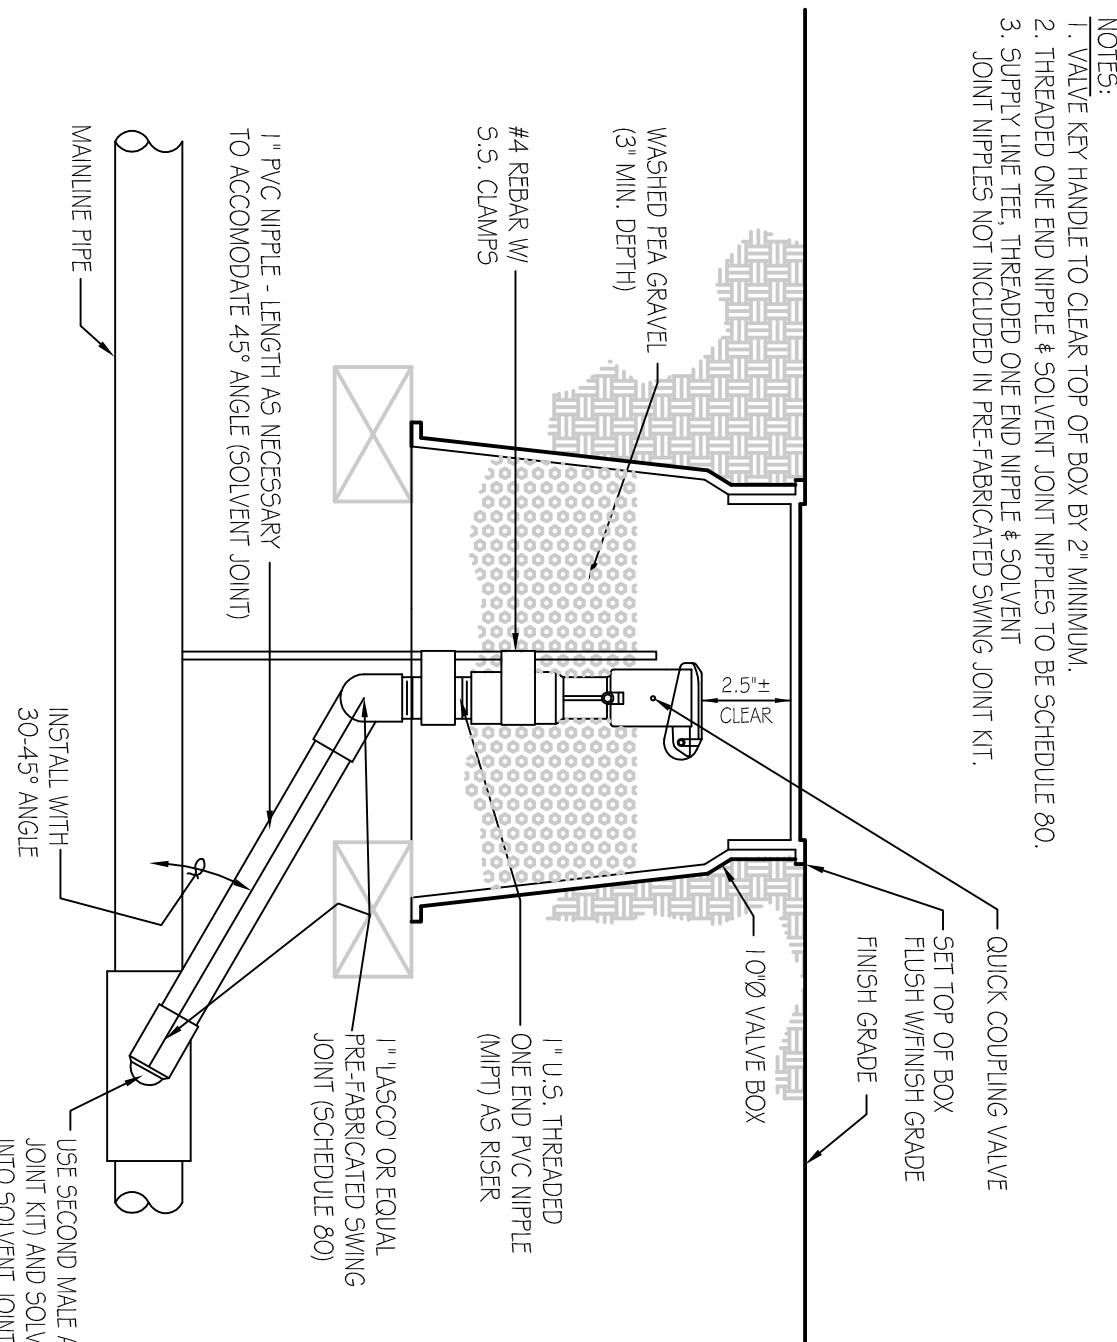 NOTES:
1. VALVE KEY HANDLE TO CLEAR TOP OF BOX BY 2" MINIMUM.
2. THREADED ONE END NIPPLE & SOLVENT JOINT NIPPLES TO BE SCHEDULE 80.
3. SUPPLY LINE TEE, THREADED ONE END NIPPLE & SOLVENT
JOINT NIPPLES NOT INCLUDED IN PRE-FABRICATED SWING JOINT KIT.
WASHED PEA GRAVEL
(3" MIN. DEPTH)
#4 REBAR W/
S.S. CLAMPS
1" PVC NIPPLE - LENGTH AS NECESSARY
TO ACCOMODATE 45° ANGLE (SOLVENT JOINT)
MAINLINE PIPE
2.5"±
CLEAR
INSTALL WITH
30-45° ANGLE
QUICK COUPLING VALVE
SET TOP OF BOX
FLUSH W/FINISH GRADE
FINISH GRADE
10"Ø VALVE BOX
1" U.S. THREADED
ONE END PVC NIPPLE
(MIPT) AS RISER
1" 'LASCO' OR EQUAL
PRE-FABRICATED SWING
JOINT (SCHEDULE 80)
USE SECOND MALE
JOINT KIT) AND
INTO SOLVENT JOINT